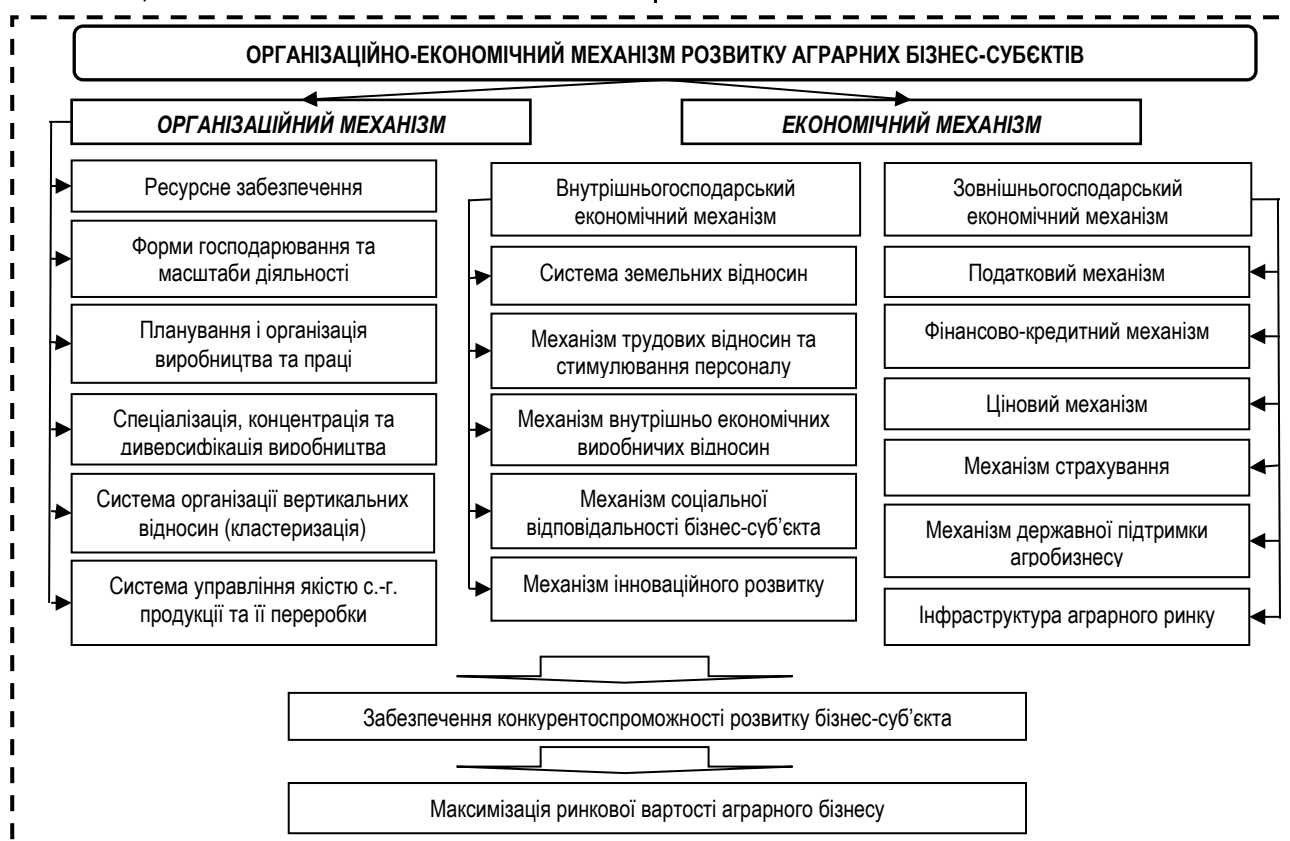 ОРГАНІЗАЦІЙНО-ЕКОНОМІЧНИЙ МЕХАНІЗМ РОЗВИТКУ АГРАРНИХ БІЗНЕС-СУБЄКТІВ
ОРГАНІЗАЦІЙНИЙ МЕХАНІЗМ
ЕКОНОМІЧНИЙ МЕХАНІЗМ
Ресурсне забезпечення
Форми господарювання та
масштаби діяльності
Планування і організація
виробництва та праці
Спеціалізація, концентрація та
диверсифікація виробництва
Система організації вертикальних
відносин (кластеризація)
Система управління якістю с.-г.
продукції та її переробки
Внутрішньогосподарський
економічний механізм
Система земельних відносин
Механізм трудових відносин та
стимулювання персоналу
Механізм внутрішньо економічних
виробничих відносин
Механізм соціальної
відповідальності бізнес-суб’єкта
Механізм інноваційного розвитку
Зовнішньогосподарський
економічний механізм
Податковий механізм
Фінансово-кредитний механізм
Ціновий механізм
Механізм страхування
Механізм державної підтримки
агробизнесу
Інфраструктура аграрного ринку
Забезпечення конкурентоспроможності розвитку бізнес-суб’єкта
Максимізація ринкової вартості аграрного бізнесу